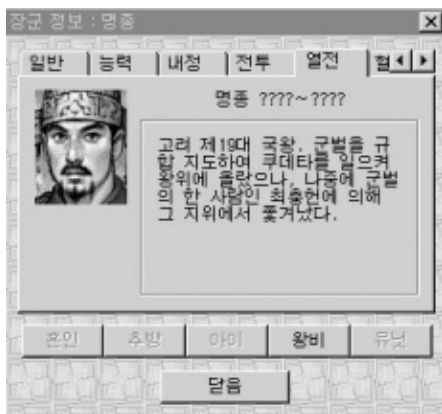 장군 정보 : 명종
일반 능력 내정 전투 열전 혈
명종 ????~????
고려 제19대 국왕. 군벌을 규
합 지도하여 쿠데타를 일으켜
왕위에 올랐으나, 나중에 군벌
의 한 사람인 최충헌에 의해
그 지위에서 쫓겨났다.
혼인 추방 아이 왕비 유닛
닫음